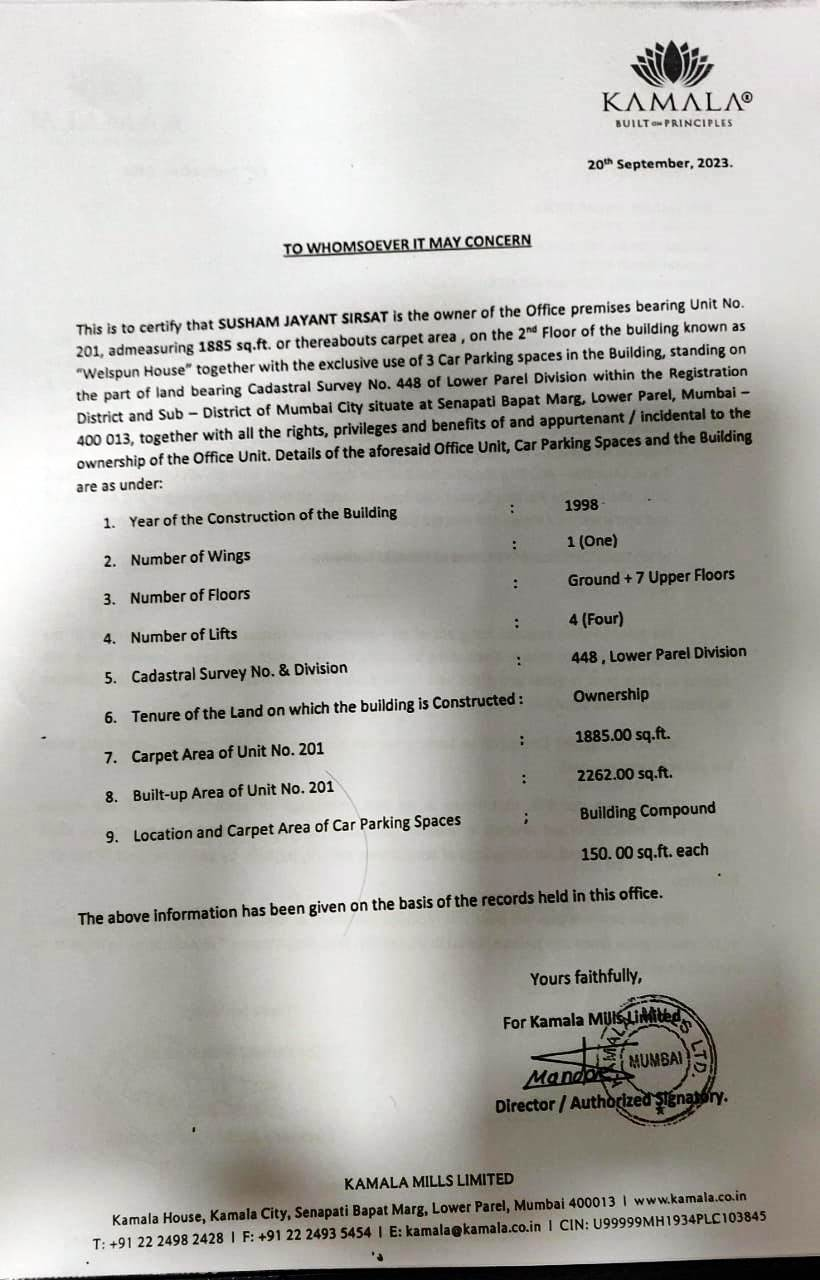 KAMALA®
BUILT on PRINCIPLES
20th September, 2023.
TO WHOMSOEVER IT MAY CONCERN
This is to certify that SUSHAM JAYANT SIRSAT is the owner of the Office premises bearing Unit No.
201, admeasuring 1885 sq.ft. or thereabouts carpet area , on the 2nd Floor of the building known as
“Welspun House” together with the exclusive use of 3 Car Parking spaces in the Building, standing on
the part of land bearing Cadastral Survey No. 448 of Lower Parel Division within the Registration
District and Sub – District of Mumbai City situate at Senapati Bapat Marg, Lower Parel, Mumbai –
400 013, together with all the rights, privileges and benefits of and appurtenant / incidental to the
ownership of the Office Unit. Details of the aforesaid Office Unit, Car Parking Spaces and the Building
are as under:
1. Year of the Construction of the Building : 1998
2. Number of Wings : 1 (One)
3. Number of Floors : Ground + 7 Upper Floors
4. Number of Lifts : 4 (Four)
5. Cadastral Survey No. & Division : 448 , Lower Parel Division
6. Tenure of the Land on which the building is Constructed : Ownership
7. Carpet Area of Unit No. 201 : 1885.00 sq.ft.
8. Built-up Area of Unit No. 201 : 2262.00 sq.ft.
9. Location and Carpet Area of Car Parking Spaces ; Building Compound
150. 00 sq.ft. each
The above information has been given on the basis of the records held in this office.
Yours faithfully,
For Kamala Mills Limited
KAMALA MILLS LTD.
MUMBAI
Director / Authorized Signatory.
KAMALA MILLS LIMITED
Kamala House, Kamala City, Senapati Bapat Marg, Lower Parel, Mumbai 400013 | www.kamala.co.in
T: +91 22 2498 2428 | F: +91 22 2493 5454 | E: kamala@kamala.co.in | CIN: U99999MH1934PLC103845